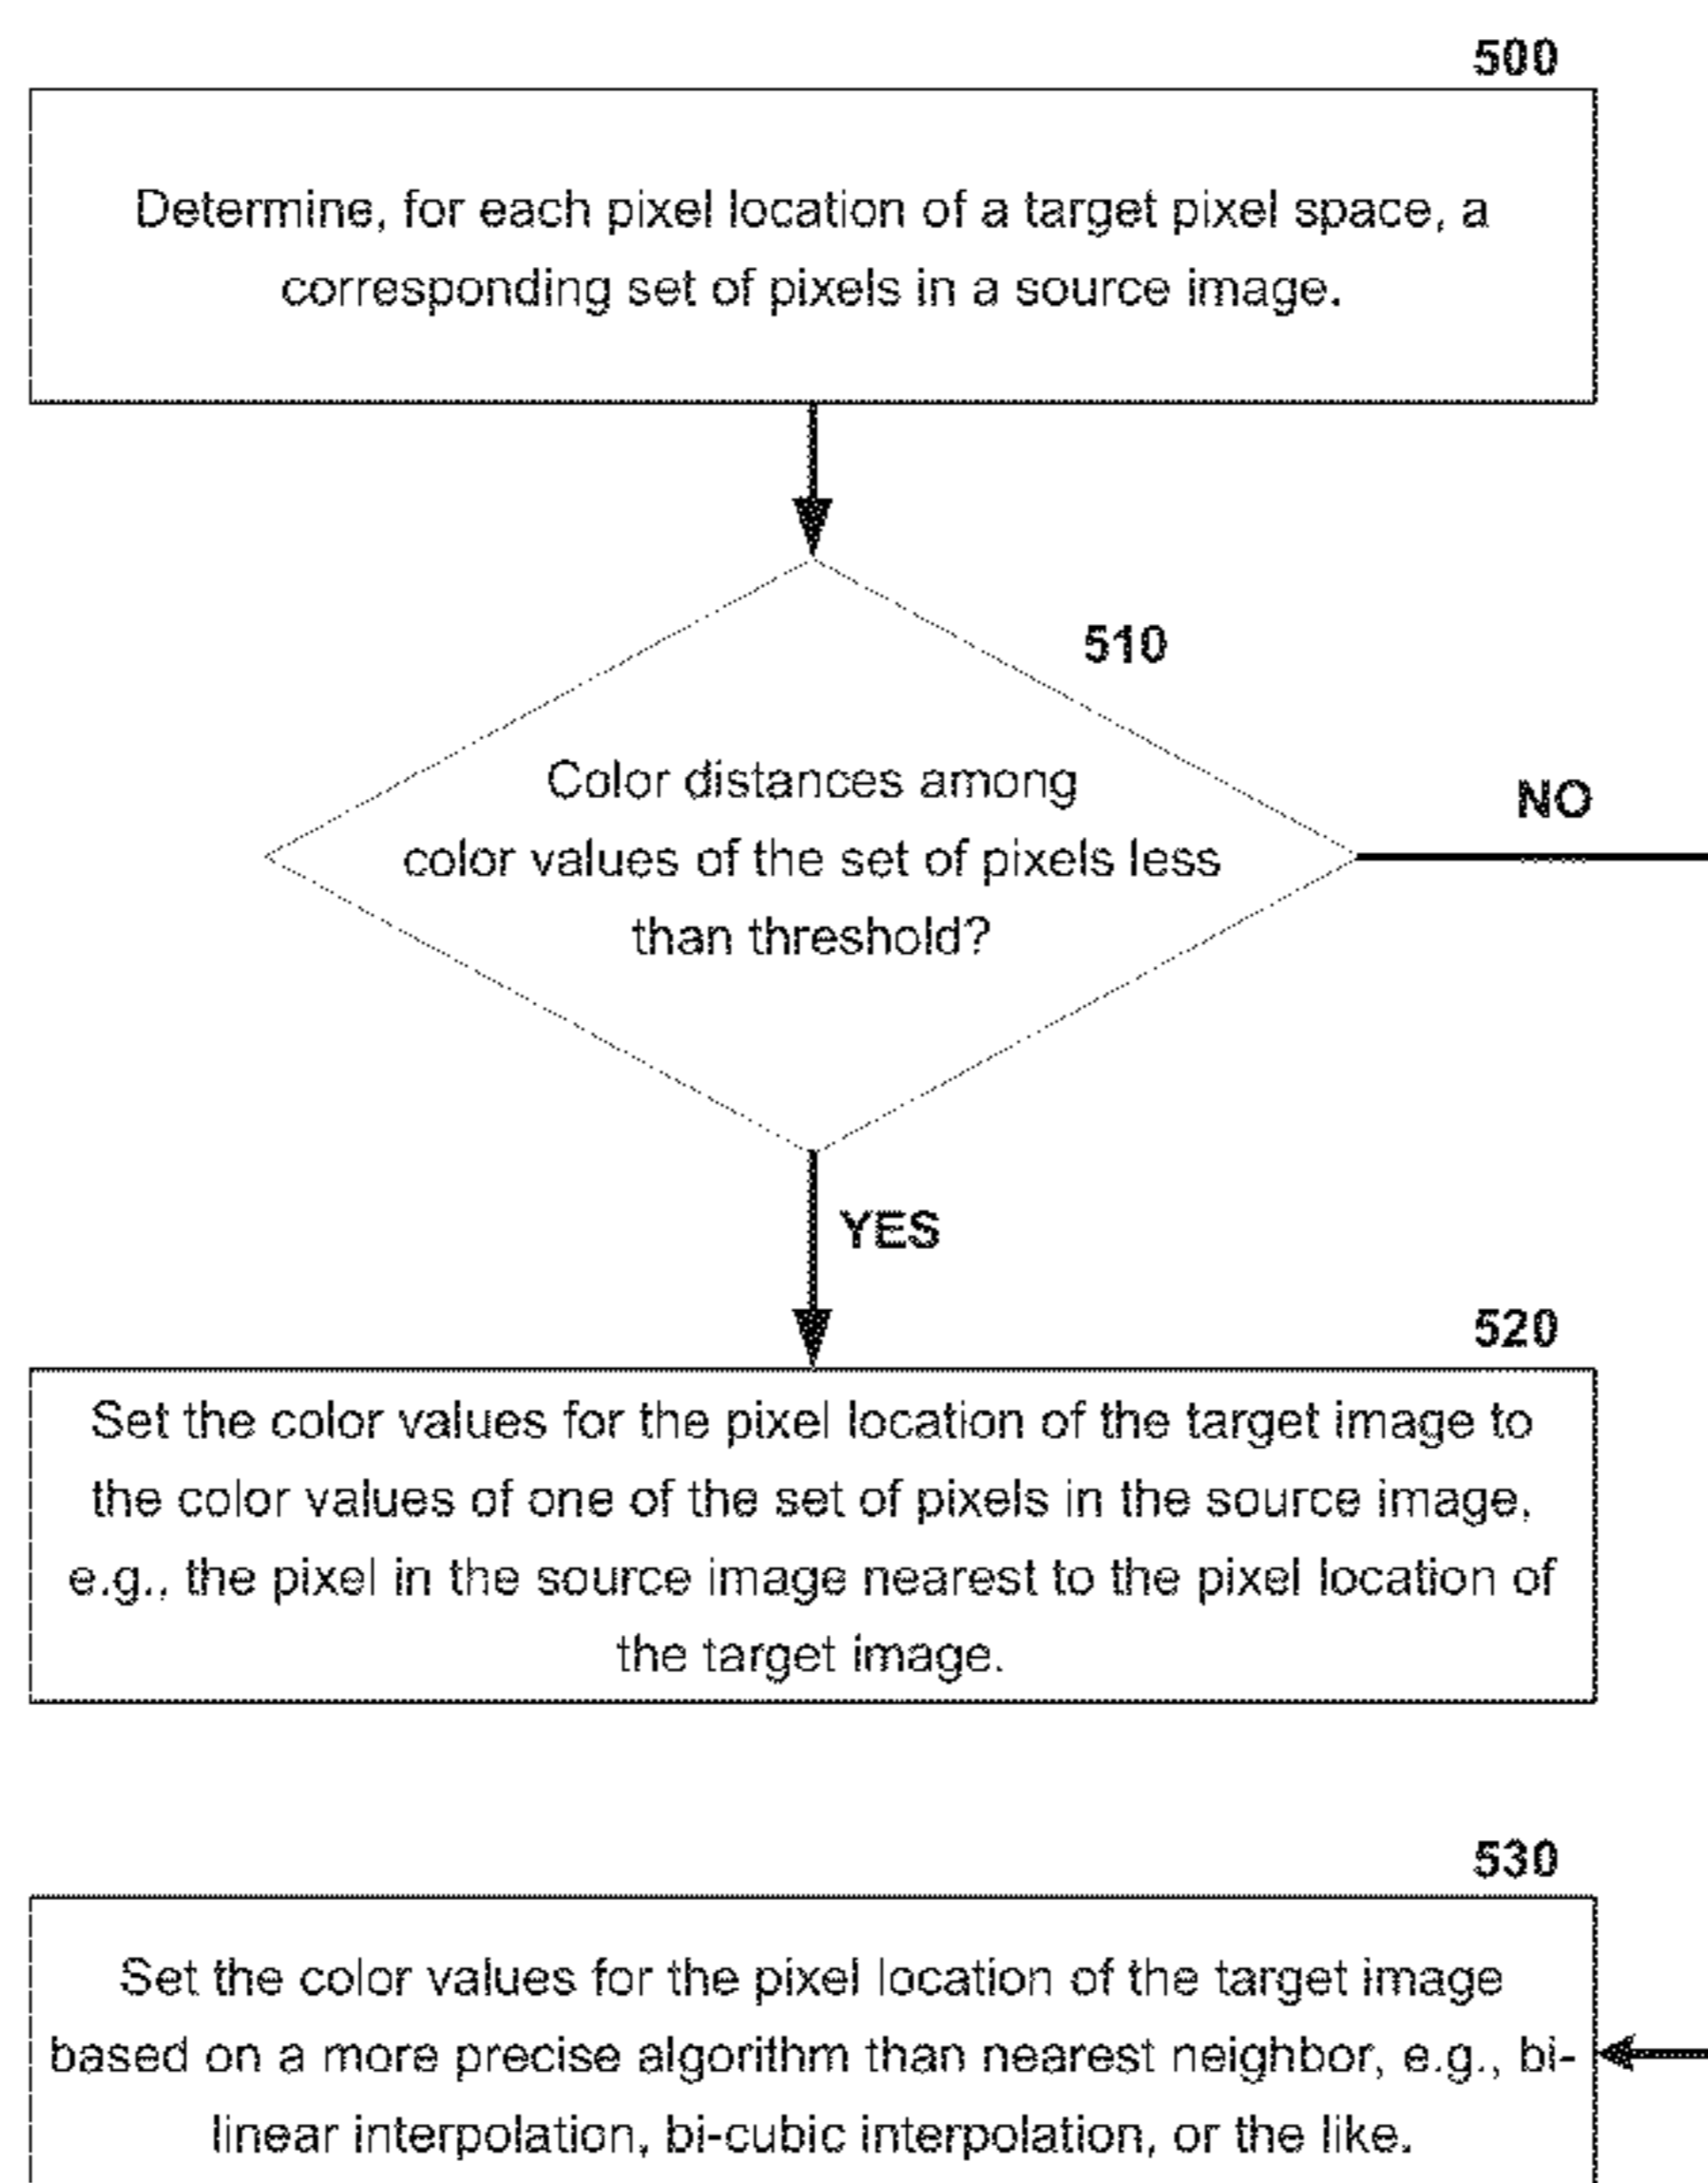 500
Determine, for each pixel location of a target pixel space, a
corresponding set of pixels in a source image.
510
Color distances among
color values of the set of pixels less
than threshold?
NO
YES
520
Set the color values for the pixel location of the target image to
the color values of one of the set of pixels in the source image,
e.g., the pixel in the source image nearest to the pixel location of
the target image.
530
Set the color values for the pixel location of the target image
based on a more precise algorithm than nearest neighbor, e.g., bi-
linear interpolation, bi-cubic interpolation, or the like.